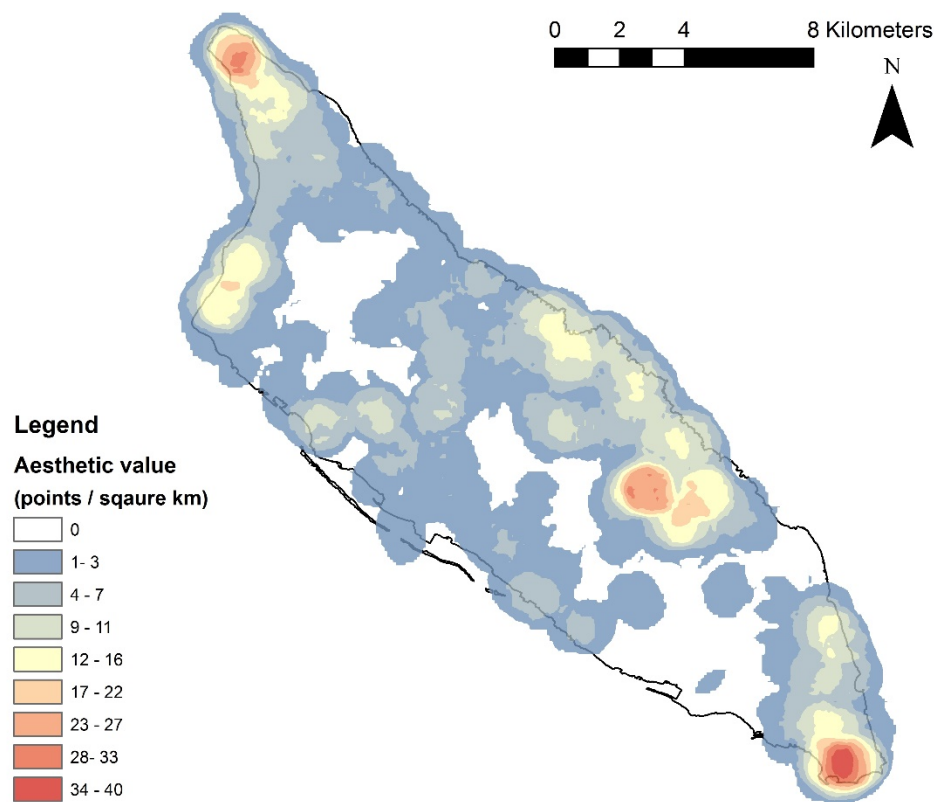 0 2 4 8 Kilometers
N
Legend
Aesthetic value
(points / sqaure km)
0
1- 3
4 - 7
9 - 11
12 - 16
17 - 22
23 - 27
28- 33
34 - 40